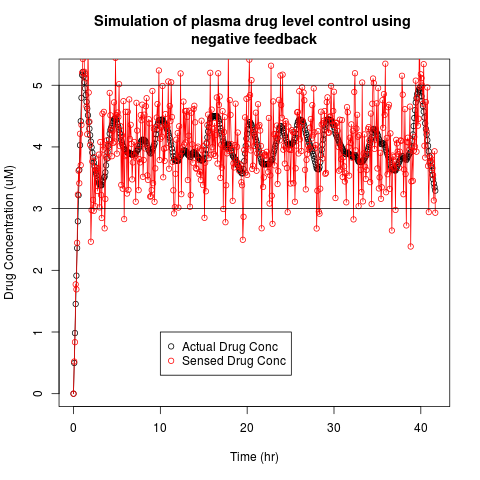 Simulation of plasma drug level control using
negative feedback
Drug Concentration (uM)
5
4
3
2
1
0
Actual Drug Conc
Sensed Drug Conc
0 10 20 30 40
Time (hr)